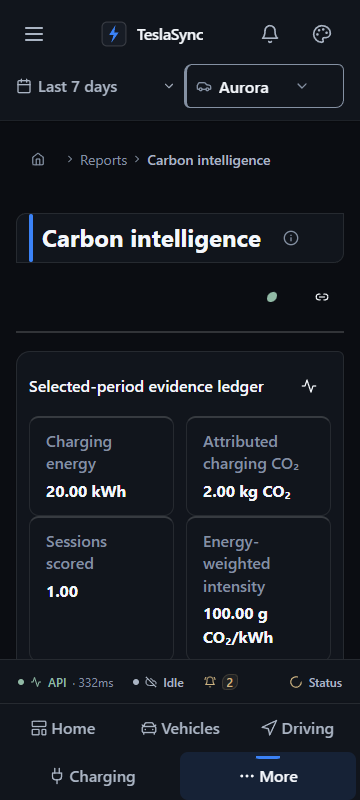 TeslaSync
Last 7 days
Aurora
Reports
Carbon intelligence
Carbon intelligence
Selected-period evidence ledger
Charging
energy
20.00 kWh
Attributed
charging CO₂
2.00 kg CO₂
Sessions
scored
1.00
Energy-
weighted
intensity
100.00 g
CO₂/kWh
API · 332ms
Idle
2
Status
Home
Vehicles
Driving
Charging
More